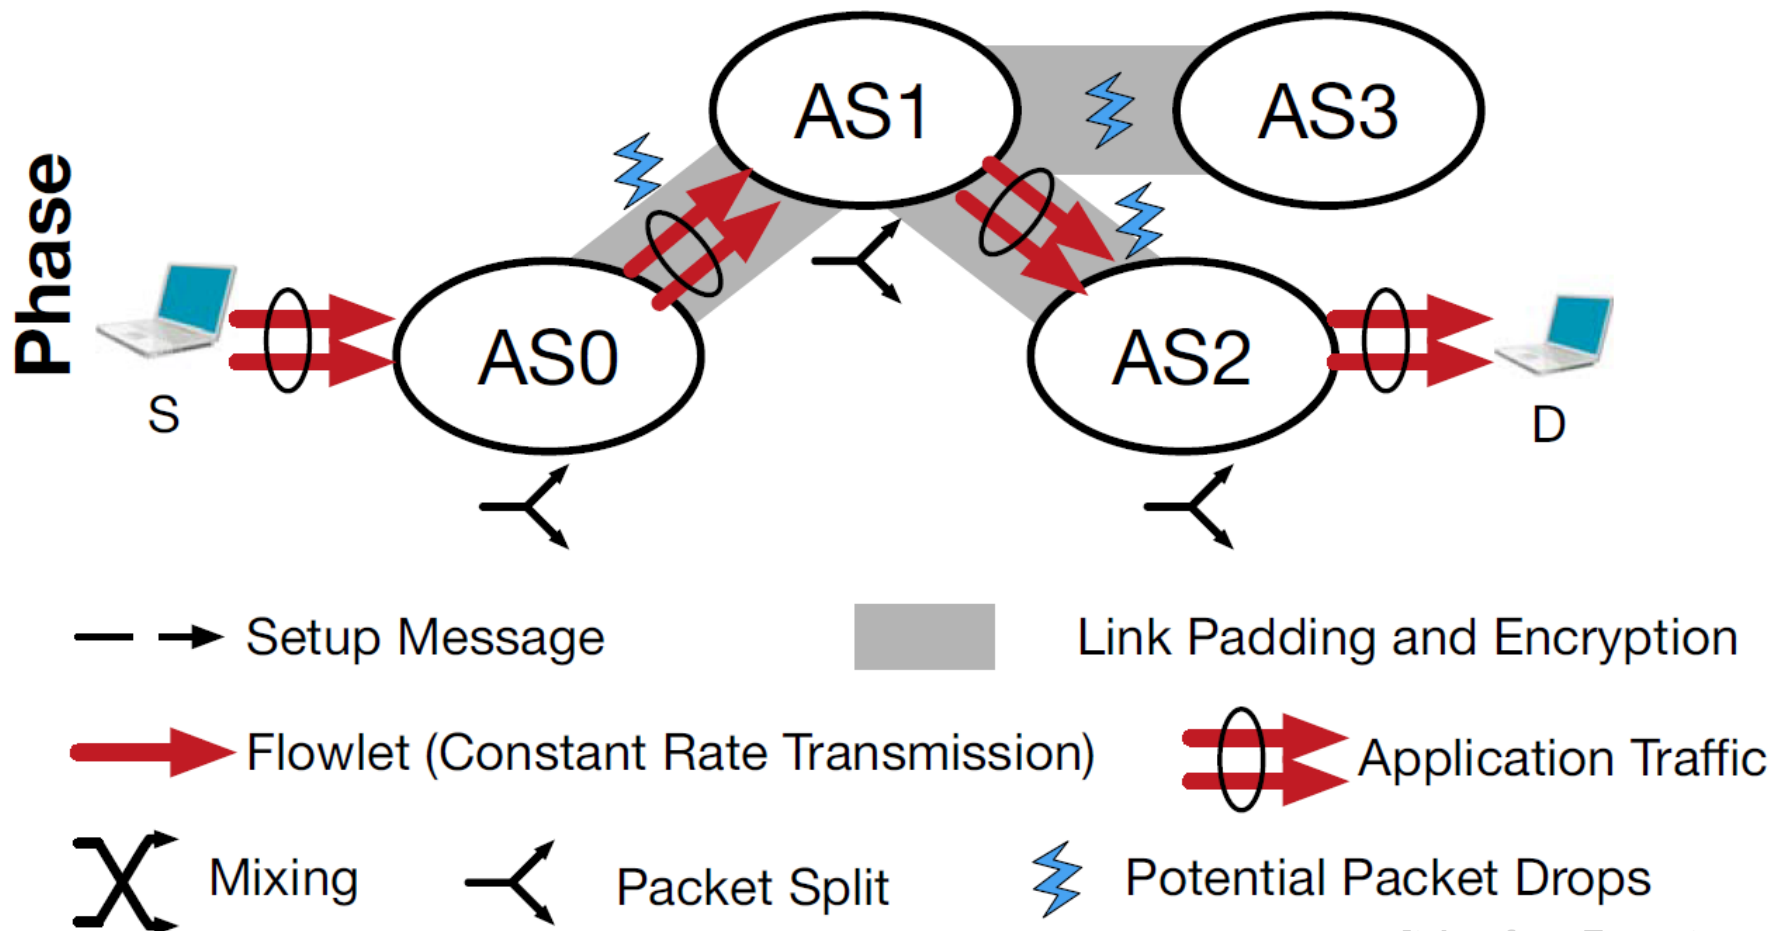 Phase
AS1
AS3
AS0
AS2
S
D
Setup Message
Link Padding and Encryption
Flowlet (Constant Rate Transmission)
Application Traffic
Mixing
Packet Split
Potential Packet Drops